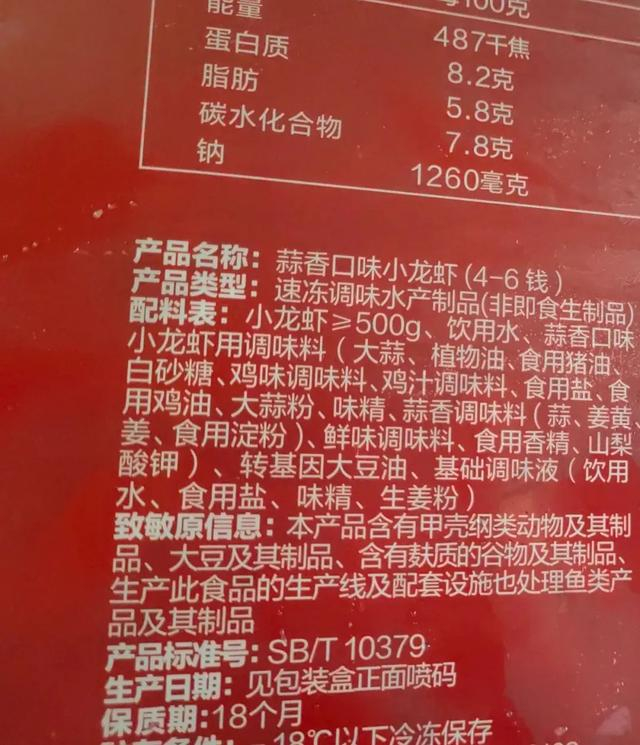 能量 每100克
蛋白质 487千焦
脂肪 8.2克
碳水化合物 5.8克
钠 7.8克
1260毫克
产品名称：蒜香口味小龙虾(4-6钱)
产品类型：速冻调味水产制品(非即食生制品)
配料表：小龙虾≥500g、饮用水、蒜香口味
小龙虾用调味料（大蒜、植物油、食用猪油、
白砂糖、鸡味调味料、鸡汁调味料、食用盐、食
用鸡油、大蒜粉、味精、蒜香调味料（蒜、姜黄、
姜、食用淀粉）、鲜味调味料、食用香精、山梨
酸钾）、转基因大豆油、基础调味液（饮用
水、食用盐、味精、生姜粉）
致敏原信息：本产品含有甲壳纲类动物及其制
品、大豆及其制品、含有麸质的谷物及其制品、
生产此食品的生产线及配套设施也处理鱼类产
品及其制品
产品标准号：SB/T 10379
生产日期：见包装盒正面喷码
保质期:18个月
贮存条件：-18℃以下冷冻保存